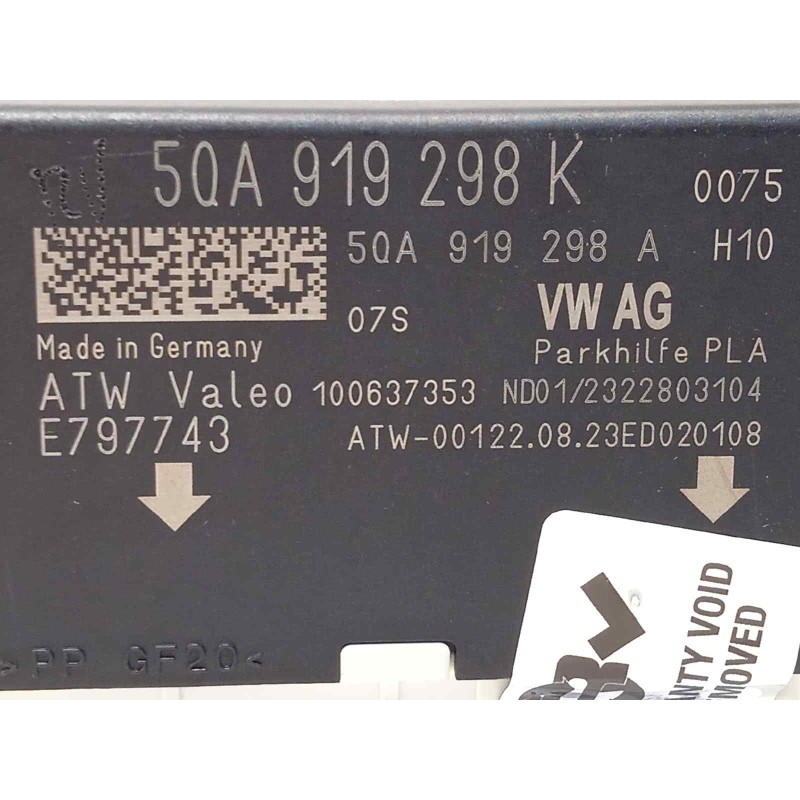 5QA 919 298 K 0075
5QA 919 298 A H10
07S VW AG
Made in Germany Parkhilfe PLA
ATW Valeo 100637353 ND01/2322803104
E797743 ATW-00122.08.23ED020108
>PP GF20<
NTY VOID
MOVED